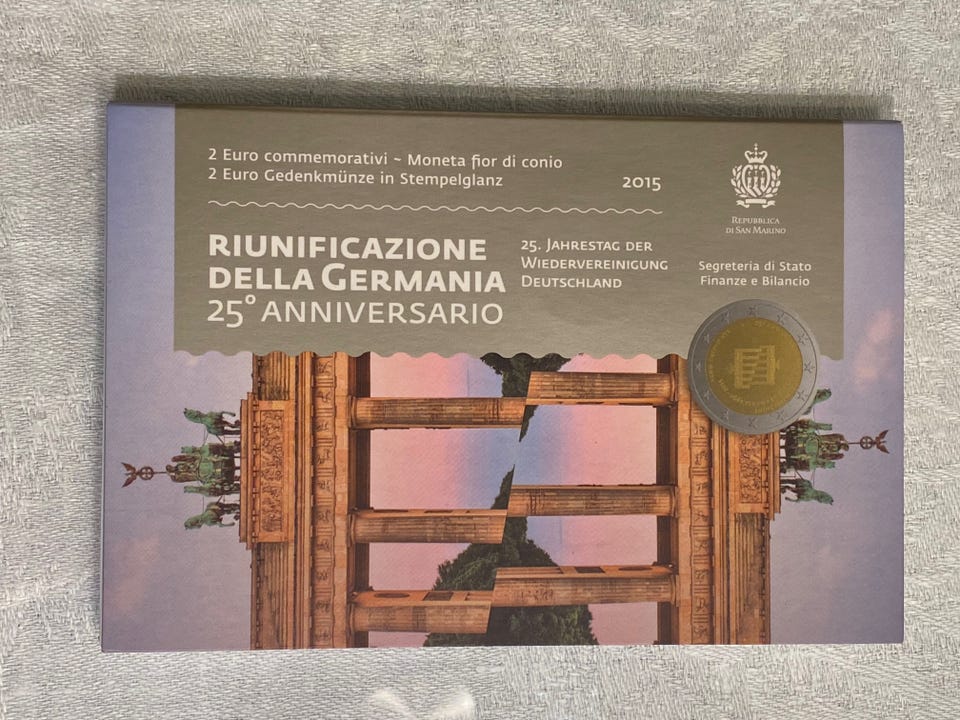 2 Euro commemorativi ~ Moneta fior di conio
2 Euro Gedenkmünze in Stempelglanz
2015
RIUNIFICAZIONE
DELLA GERMANIA
25° ANNIVERSARIO
25. JAHRESTAG DER
WIEDERVEREINIGUNG
DEUTSCHLAND
REPUBBLICA
DI SAN MARINO
Segreteria di Stato
Finanze e Bilancio